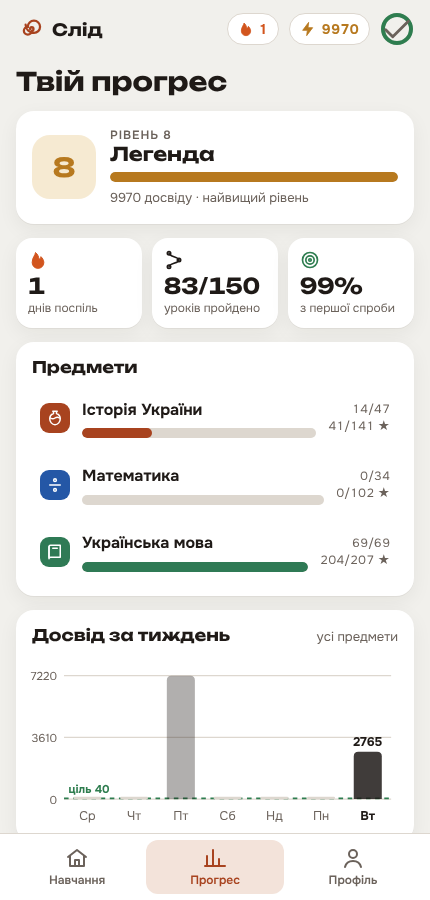 Слід
1
9970
Твій прогрес
8
РІВЕНЬ 8
Легенда
9970 досвіду · найвищий рівень
1
днів поспіль
83/150
уроків пройдено
99%
з першої спроби
Предмети
Історія України
14/47
41/141 ★
Математика
0/34
0/102 ★
Українська мова
69/69
204/207 ★
Досвід за тиждень
усі предмети
7220
3610
2765
ціль 40
0
Ср Чт Пт Сб Нд Пн Вт
Навчання Прогрес Профіль